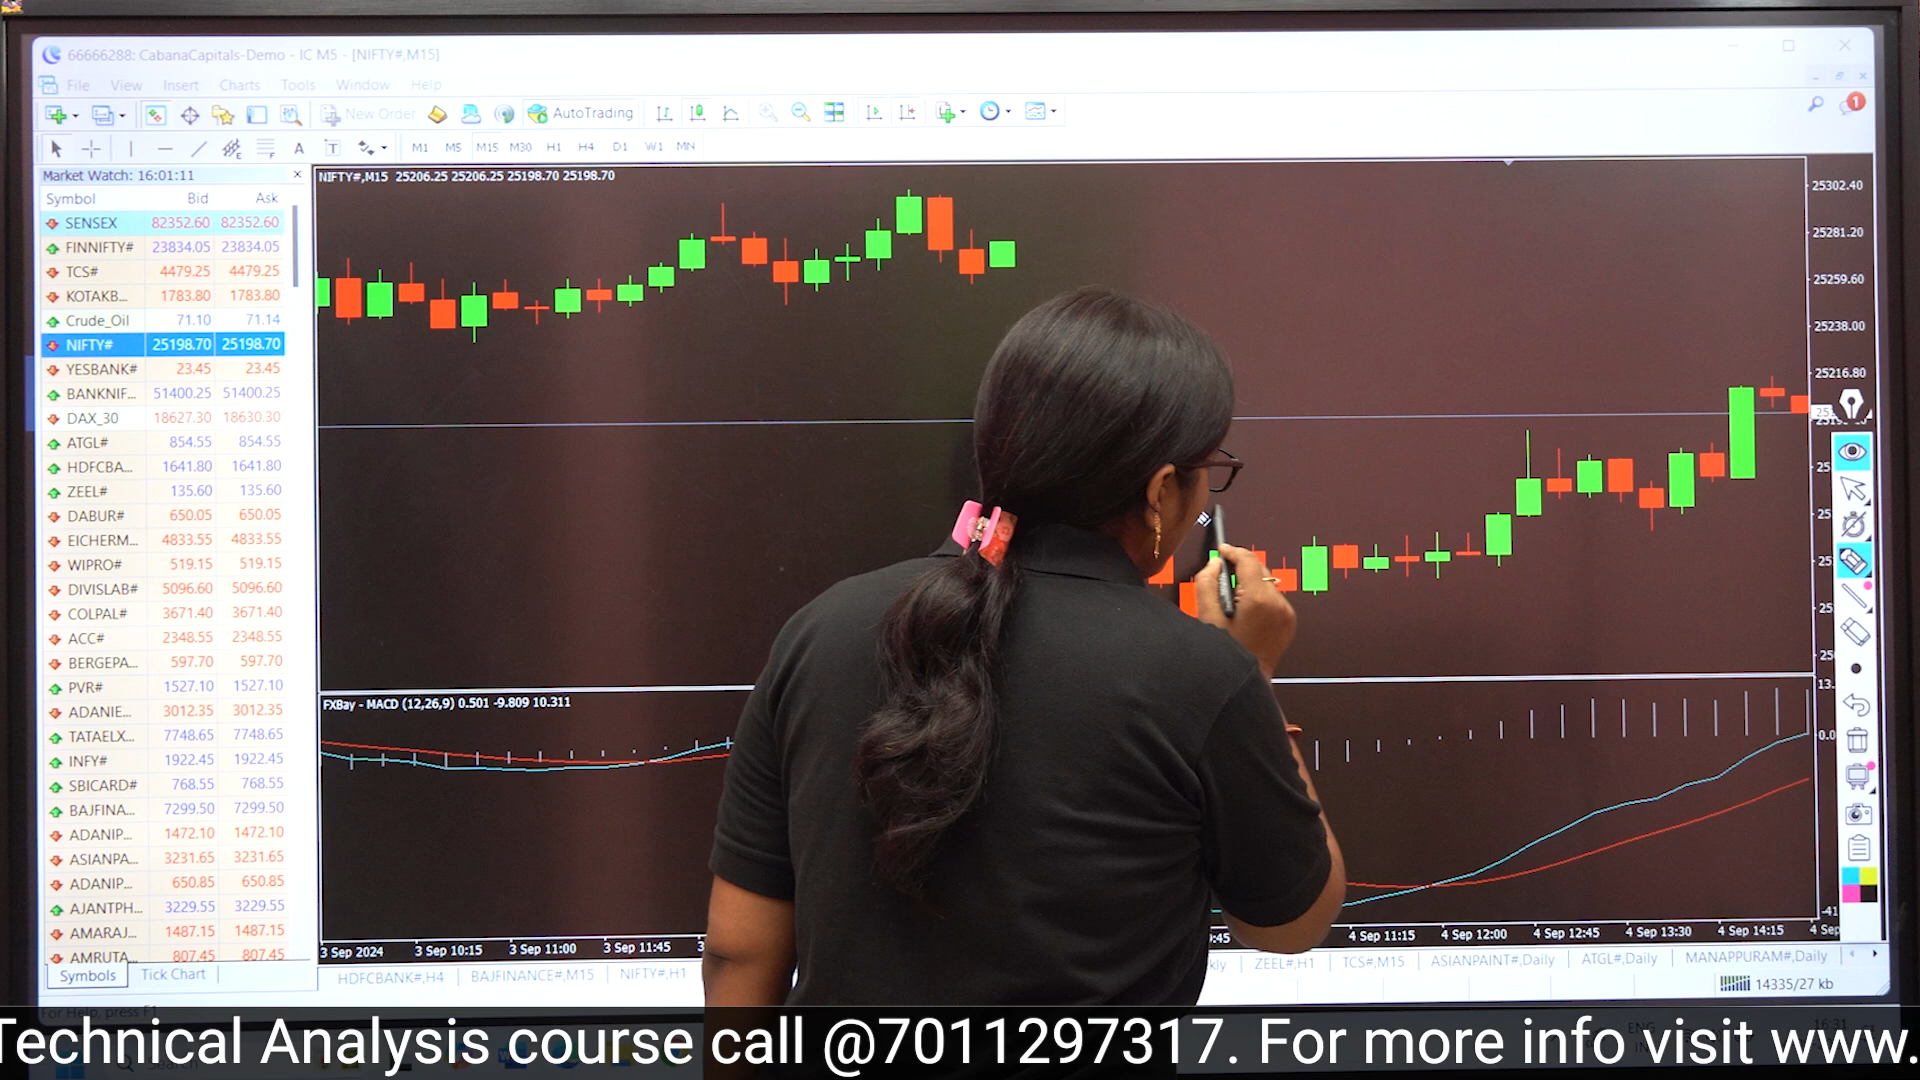 66666288: CabanaCapitals-Demo - IC M5 - [NIFTY#,M15]
File View Insert Charts Tools Window Help
New Order AutoTrading 1
A T M1 M5 M15 M30 H1 H4 D1 W1 MN
Market Watch: 16:01:11
Symbol Bid Ask
SENSEX 82352.60 82352.60
FINNIFTY# 23834.05 23834.05
TCS# 4479.25 4479.25
KOTAKB... 1783.80 1783.80
Crude_Oil 71.10 71.14
NIFTY# 25198.70 25198.70
YESBANK# 23.45 23.45
BANKNIF... 51400.25 51400.25
DAX_30 18627.30 18630.30
ATGL# 854.55 854.55
HDFCBA... 1641.80 1641.80
ZEEL# 135.60 135.60
DABUR# 650.05 650.05
EICHERM... 4833.55 4833.55
WIPRO# 519.15 519.15
DIVISLAB# 5096.60 5096.60
COLPAL# 3671.40 3671.40
ACC# 2348.55 2348.55
BERGEPA... 597.70 597.70
PVR# 1527.10 1527.10
ADANIE... 3012.35 3012.35
TATAELX... 7748.65 7748.65
INFY# 1922.45 1922.45
SBICARD# 768.55 768.55
BAJFINA... 7299.50 7299.50
ADANIP... 1472.10 1472.10
ASIANPA... 3231.65 3231.65
ADANIP... 650.85 650.85
AJANTPH... 3229.55 3229.55
AMARAJ... 1487.15 1487.15
AMRUTA... 807.45 807.45
Symbols Tick Chart
NIFTY#,M15 25206.25 25206.25 25198.70 25198.70
25302.40
25281.20
25259.60
25238.00
25216.80
FXBay - MACD (12,26,9) 0.501 -9.809 10.311
13.
0.0
-41
3 Sep 2024 3 Sep 10:15 3 Sep 11:00 3 Sep 11:45 4 Sep 11:15 4 Sep 12:00 4 Sep 12:45 4 Sep 13:30 4 Sep 14:15 4 Sep
HDFCBANK#,H4 BAJFINANCE#,M15 NIFTY#,H1 ZEEL#,H1 TCS#,M15 ASIANPAINT#,Daily ATGL#,Daily MANAPPURAM#,Daily
For Help, press F1 14335/27 kb
Technical Analysis course call @7011297317. For more info visit www.